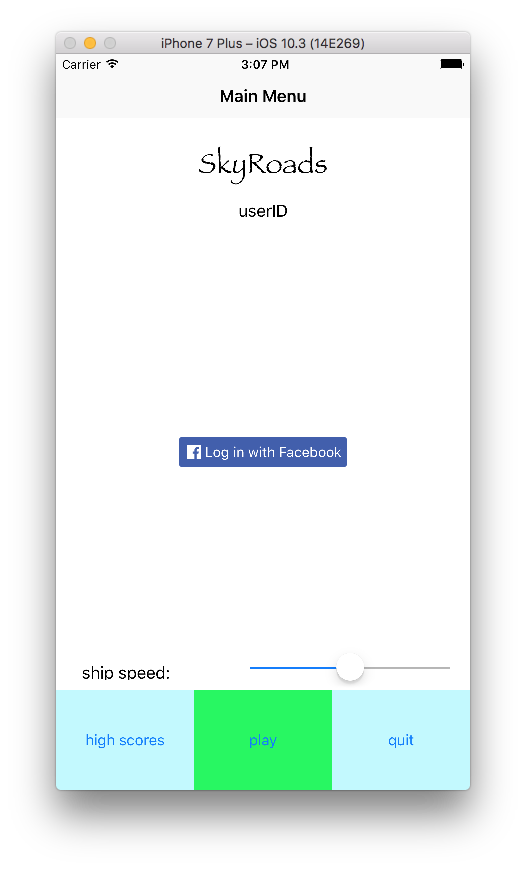 iPhone 7 Plus – iOS 10.3 (14E269)
Carrier 3:07 PM
Main Menu
SkyRoads
userID
Log in with Facebook
ship speed:
high scores play quit